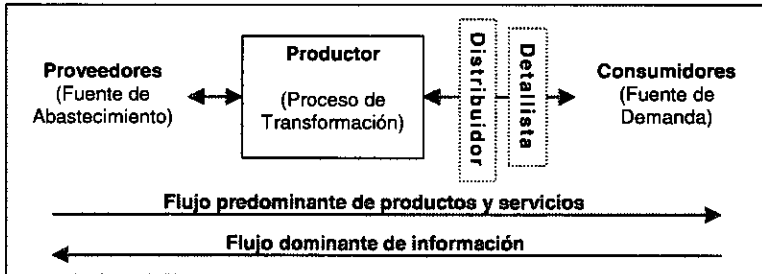 Proveedores
(Fuente de
Abastecimiento)
Productor
(Proceso de
Transformación)
Distribuidor
Detallista
Consumidores
(Fuente de
Demanda)
Flujo predominante de productos y servicios
Flujo dominante de información